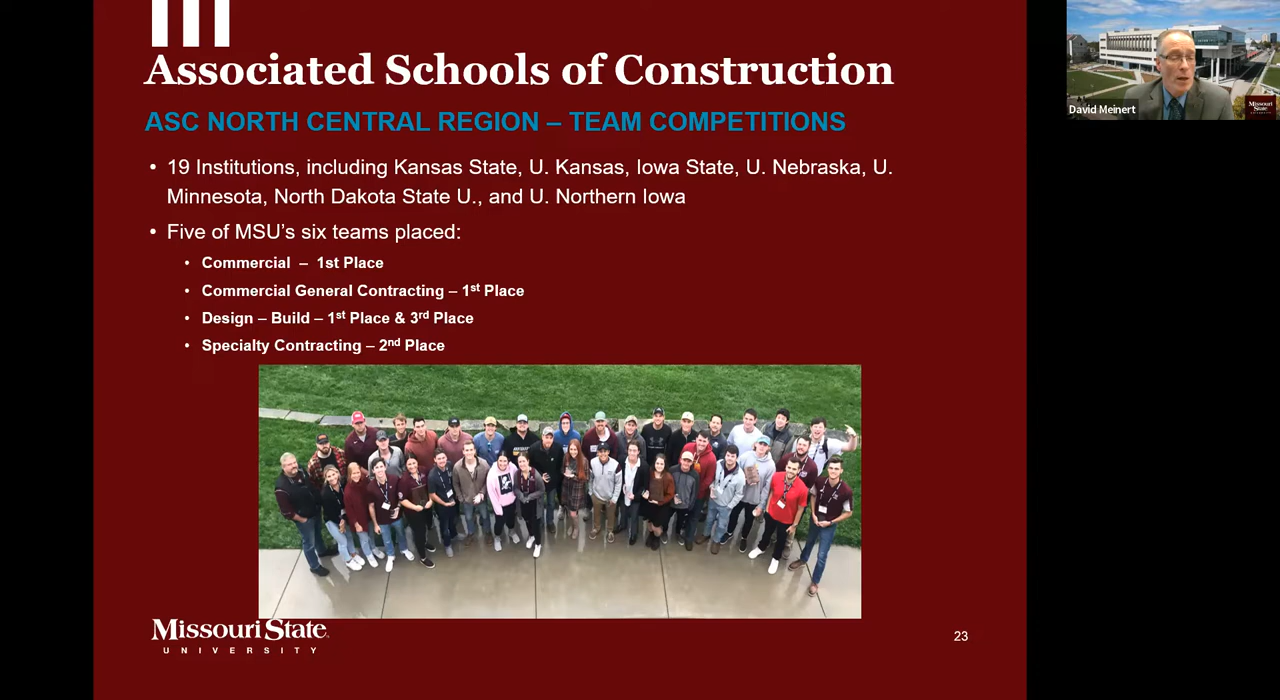 Associated Schools of Construction
ASC NORTH CENTRAL REGION – TEAM COMPETITIONS
• 19 Institutions, including Kansas State, U. Kansas, Iowa State, U. Nebraska, U.
Minnesota, North Dakota State U., and U. Northern Iowa
• Five of MSU’s six teams placed:
• Commercial – 1st Place
• Commercial General Contracting – 1st Place
• Design – Build – 1st Place & 3rd Place
• Specialty Contracting – 2nd Place
Missouri State
UNIVERSITY
23
David Meinert
Missouri
State